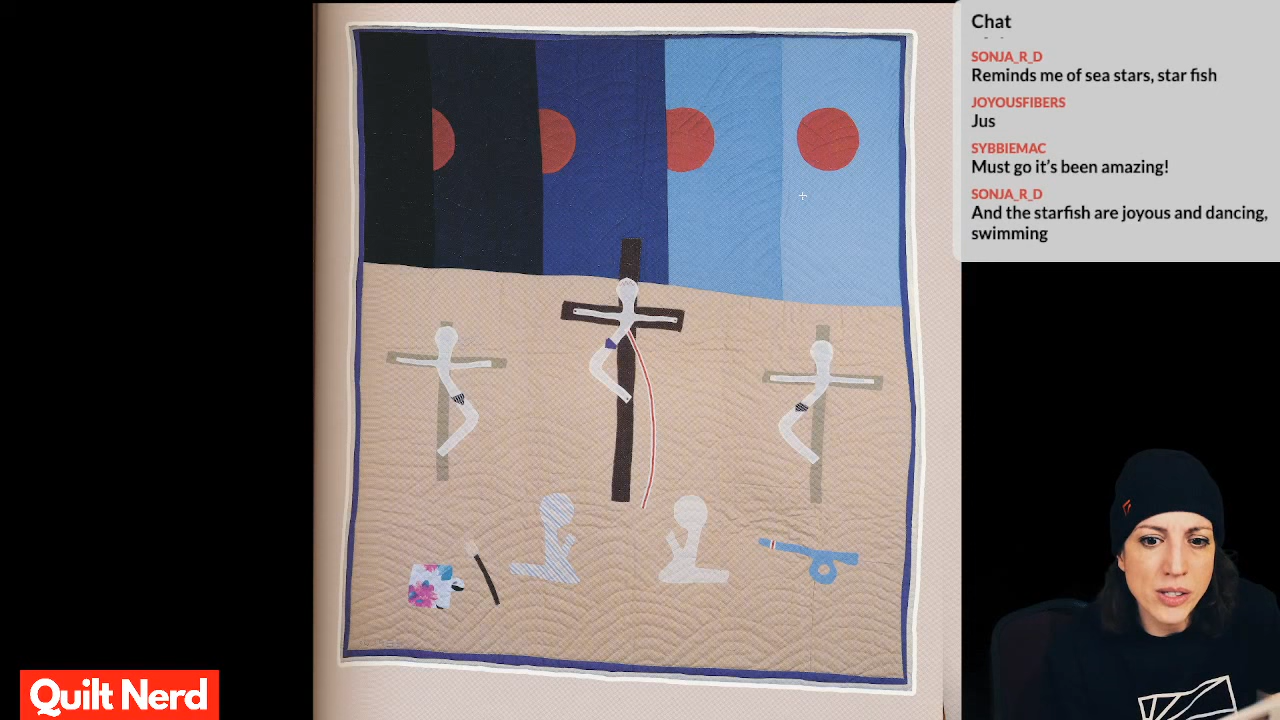 Chat
SONJA_R_D
Reminds me of sea stars, star fish
JOYOUSFIBERS
Jus
SYBBIEMAC
Must go it's been amazing!
SONJA_R_D
And the starfish are joyous and dancing,
swimming
Quilt Nerd